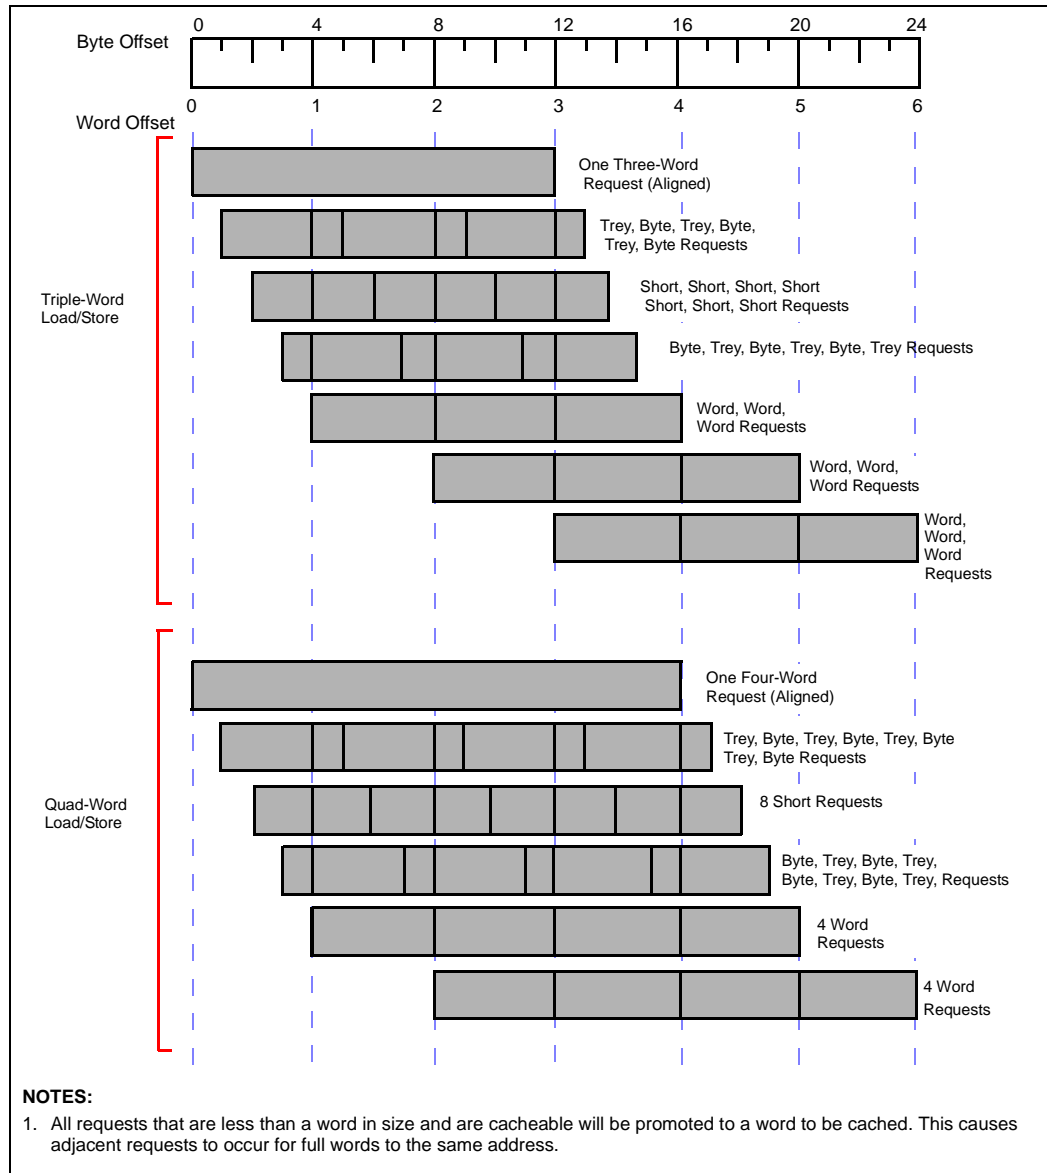 0 4 8 12 16 20 24
Byte Offset
0 1 2 3 4 5 6
Word Offset
One Three-Word
Request (Aligned)
Trey, Byte, Trey, Byte,
Trey, Byte Requests
Short, Short, Short, Short
Short, Short, Short Requests
Triple-Word
Load/Store
Byte, Trey, Byte, Trey, Byte, Trey Requests
Word, Word,
Word Requests
Word, Word,
Word Requests
Word,
Word,
Word
Requests
One Four-Word
Request (Aligned)
Trey, Byte, Trey, Byte, Trey, Byte
Trey, Byte Requests
8 Short Requests
Quad-Word
Load/Store
Byte, Trey, Byte, Trey,
Byte, Trey, Byte, Trey, Requests
4 Word
Requests
4 Word
Requests
NOTES:
1. All requests that are less than a word in size and are cacheable will be promoted to a word to be cached. This causes
adjacent requests to occur for full words to the same address.